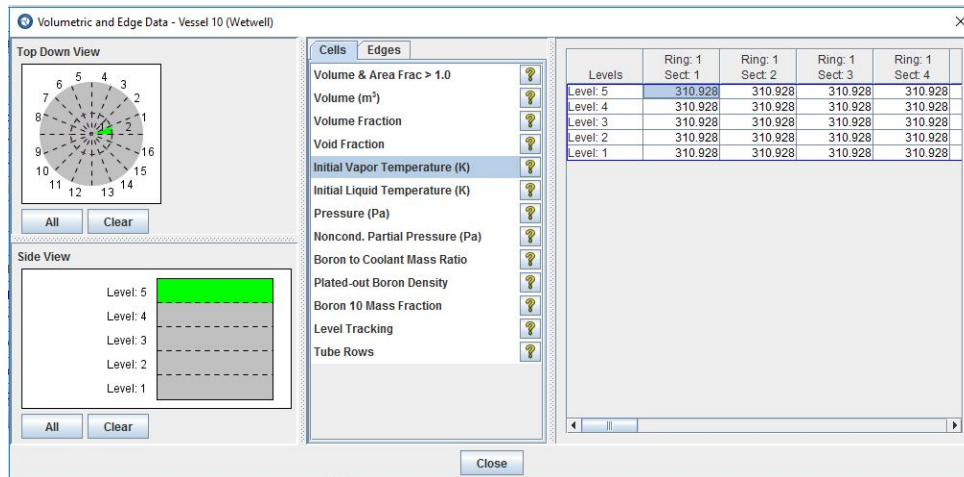 Volumetric and Edge Data - Vessel 10 (Wetwell)
Top Down View
5 4
6 3
7 2
8 1
1 2
9 16
10 15
11 14
12 13
All Clear
Side View
Level: 5
Level: 4
Level: 3
Level: 2
Level: 1
All Clear
Cells Edges
Volume & Area Frac > 1.0
Volume (m³)
Volume Fraction
Void Fraction
Initial Vapor Temperature (K)
Initial Liquid Temperature (K)
Pressure (Pa)
Noncond. Partial Pressure (Pa)
Boron to Coolant Mass Ratio
Plated-out Boron Density
Boron 10 Mass Fraction
Level Tracking
Tube Rows
Ring: 1 Ring: 1 Ring: 1 Ring: 1
Levels Sect: 1 Sect: 2 Sect: 3 Sect: 4
Level: 5 310.928 310.928 310.928 310.928
Level: 4 310.928 310.928 310.928 310.928
Level: 3 310.928 310.928 310.928 310.928
Level: 2 310.928 310.928 310.928 310.928
Level: 1 310.928 310.928 310.928 310.928
Close